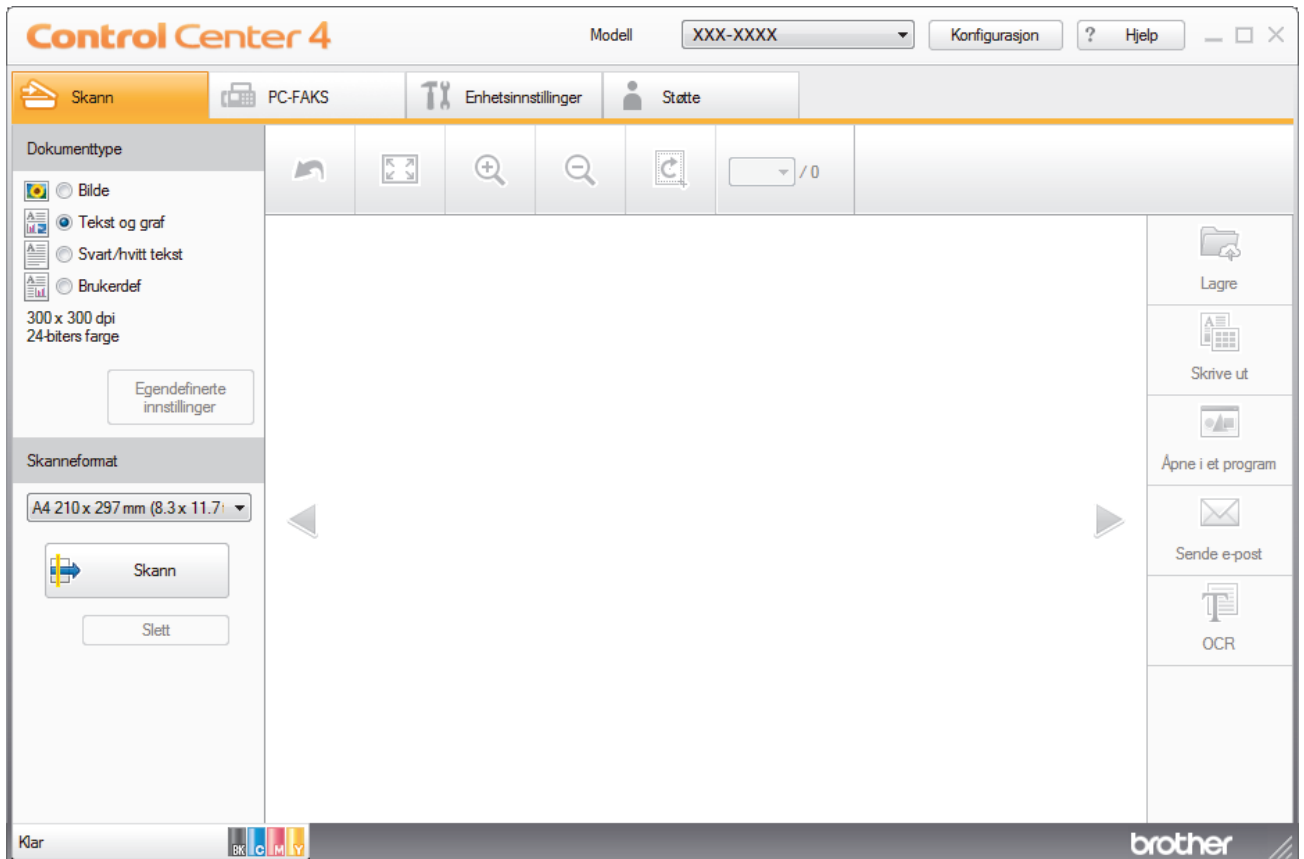 Control Center 4
Modell XXX-XXXX Konfigurasjon ? Hjelp
Skann PC-FAKS Enhetsinnstillinger Støtte
Dokumenttype
/ 0
Bilde
Tekst og graf
Svart/hvitt tekst
Brukerdef
300 x 300 dpi
24-biters farge
Egendefinerte
innstillinger
Skanneformat
A4 210 x 297 mm (8.3 x 11.7
Skann
Slett
Lagre
Skrive ut
Åpne i et program
Sende e-post
OCR
Klar
BK C M Y
brother